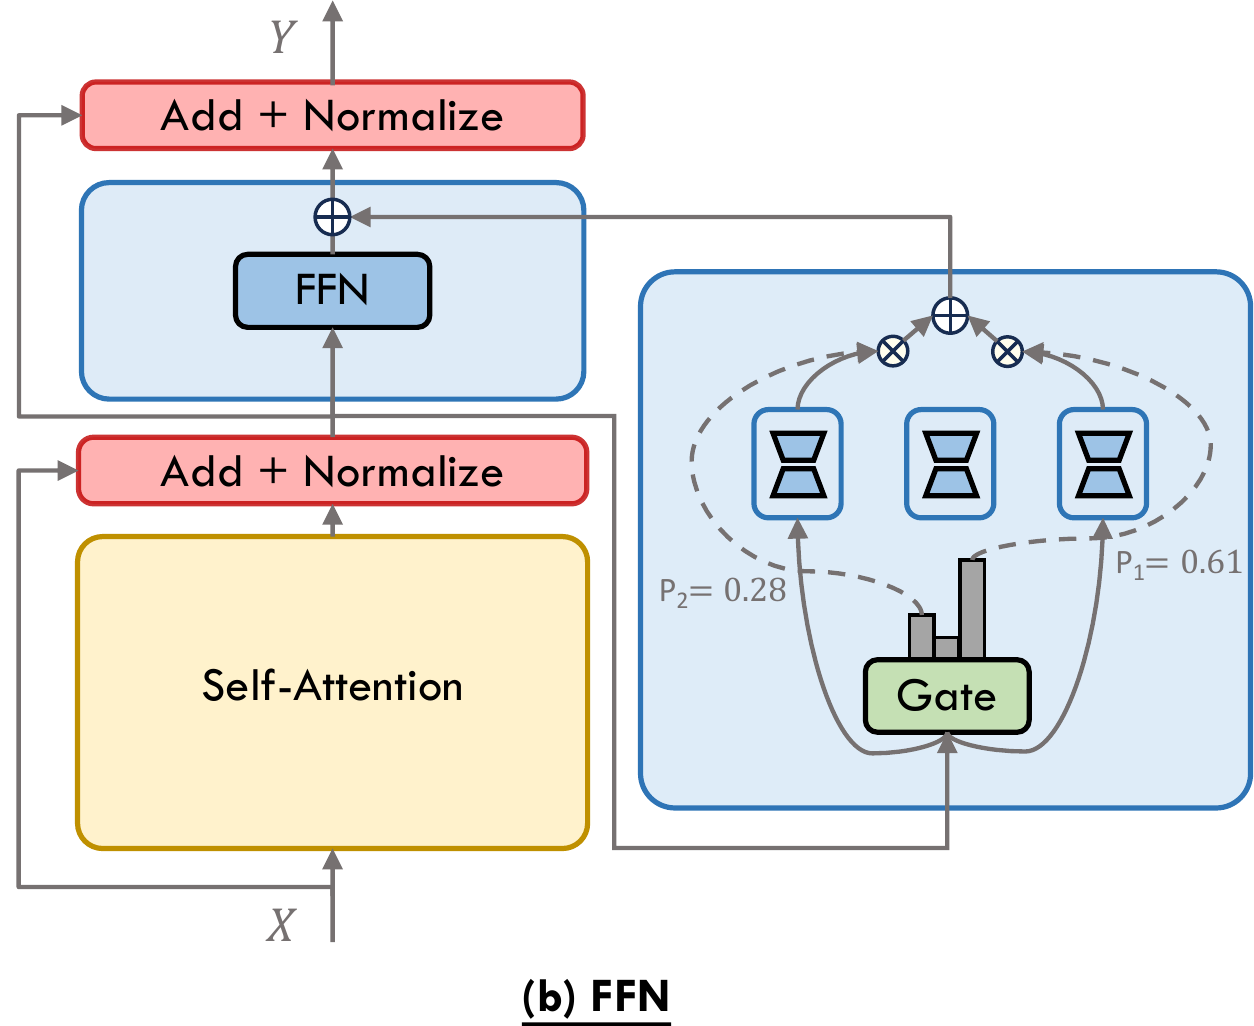 Y
Add + Normalize
FFN
Add + Normalize
P₂= 0.28
P₁= 0.61
Gate
Self-Attention
X
(b) FFN